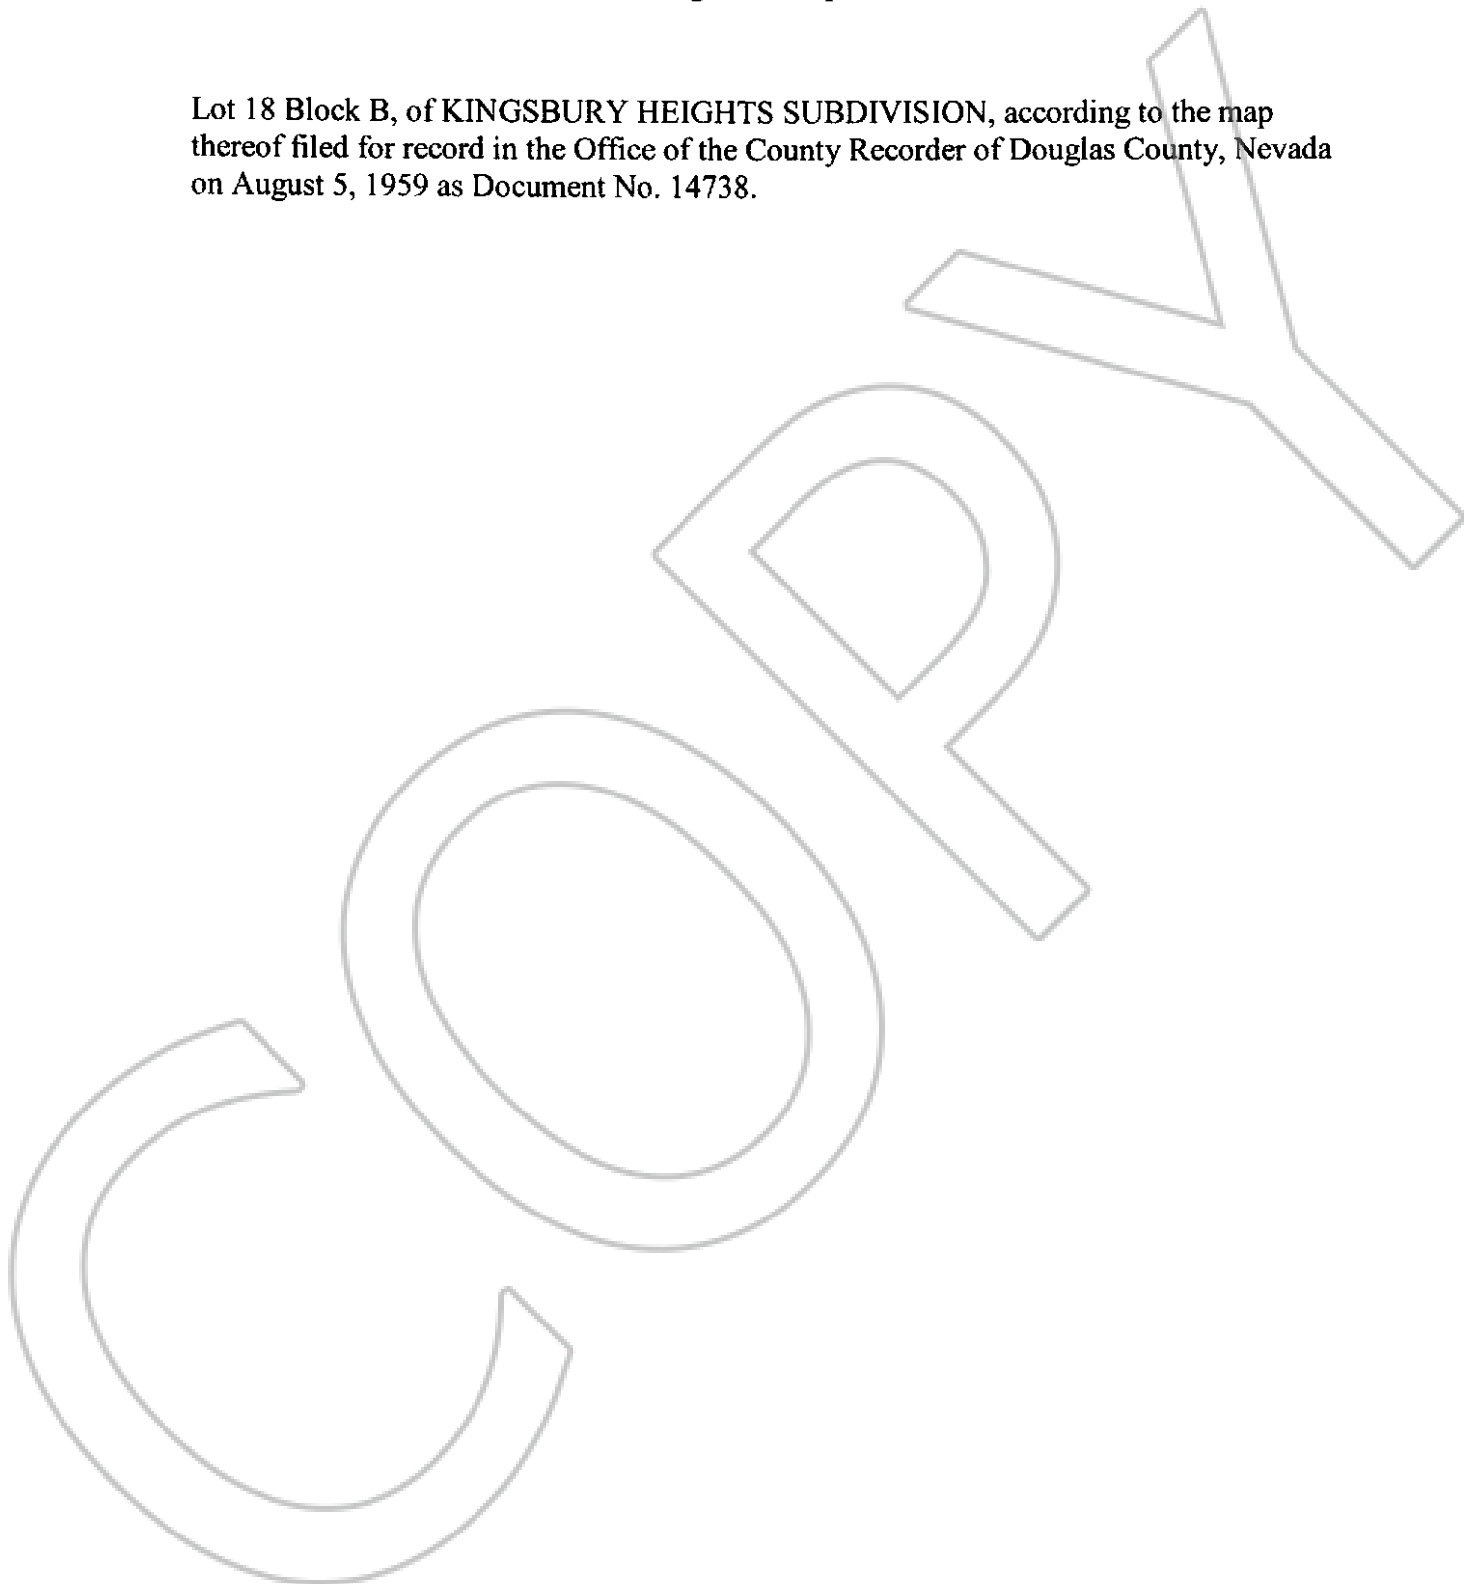 Lot 18 Block B, of KINGSBURY HEIGHTS SUBDIVISION, according to the map
thereof filed for record in the Office of the County Recorder of Douglas County, Nevada
on August 5, 1959 as Document No. 14738.
COPY